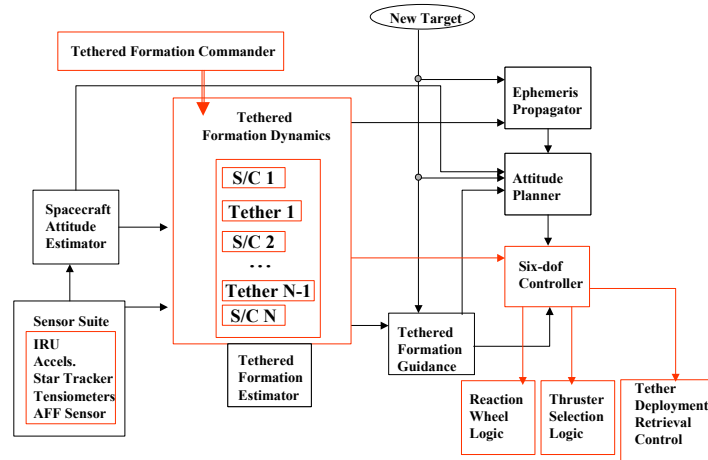 New Target
Tethered Formation Commander
Ephemeris
Propagator
Tethered
Formation Dynamics
S/C 1
Tether 1
S/C 2
...
Tether N-1
S/C N
Attitude
Planner
Spacecraft
Attitude
Estimator
Six-dof
Controller
Sensor Suite
IRU
Accels.
Star Tracker
Tensiometers
AFF Sensor
Tethered
Formation
Estimator
Tethered
Formation
Guidance
Reaction
Wheel
Logic
Thruster
Selection
Logic
Tether
Deployment
Retrieval
Control